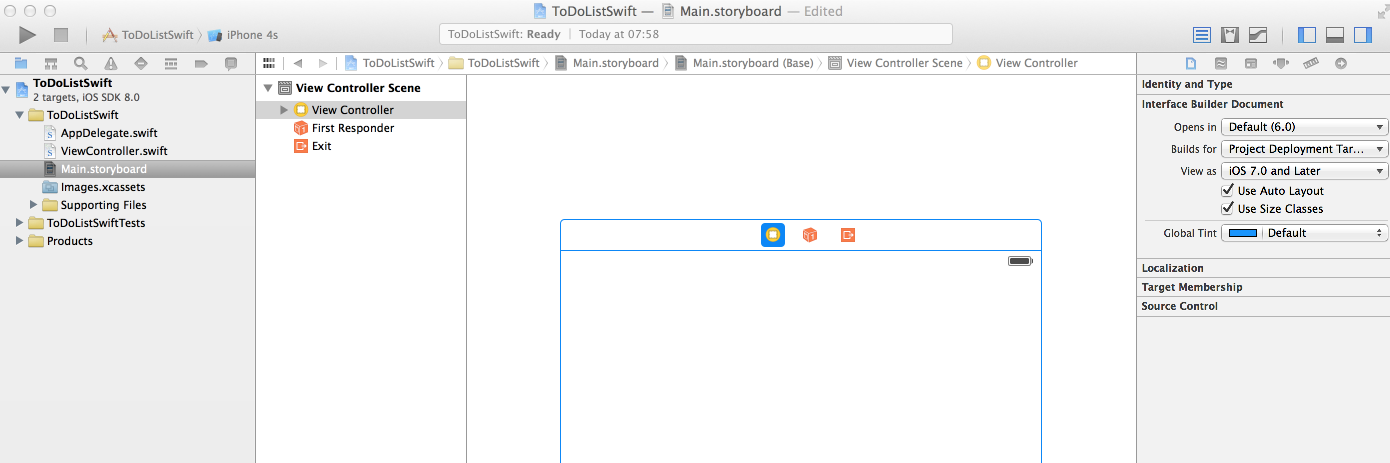 ToDoListSwift — Main.storyboard — Edited
ToDoListSwift iPhone 4s
ToDoListSwift: Ready Today at 07:58
ToDoListSwift ToDoListSwift Main.storyboard Main.storyboard (Base) View Controller Scene View Controller
ToDoListSwift
2 targets, iOS SDK 8.0
ToDoListSwift
AppDelegate.swift
ViewController.swift
Main.storyboard
Images.xcassets
Supporting Files
ToDoListSwiftTests
Products
View Controller Scene
View Controller
First Responder
Exit
Identity and Type
Interface Builder Document
Opens in Default (6.0)
Builds for Project Deployment Tar...
View as iOS 7.0 and Later
Use Auto Layout
Use Size Classes
Global Tint Default
Localization
Target Membership
Source Control